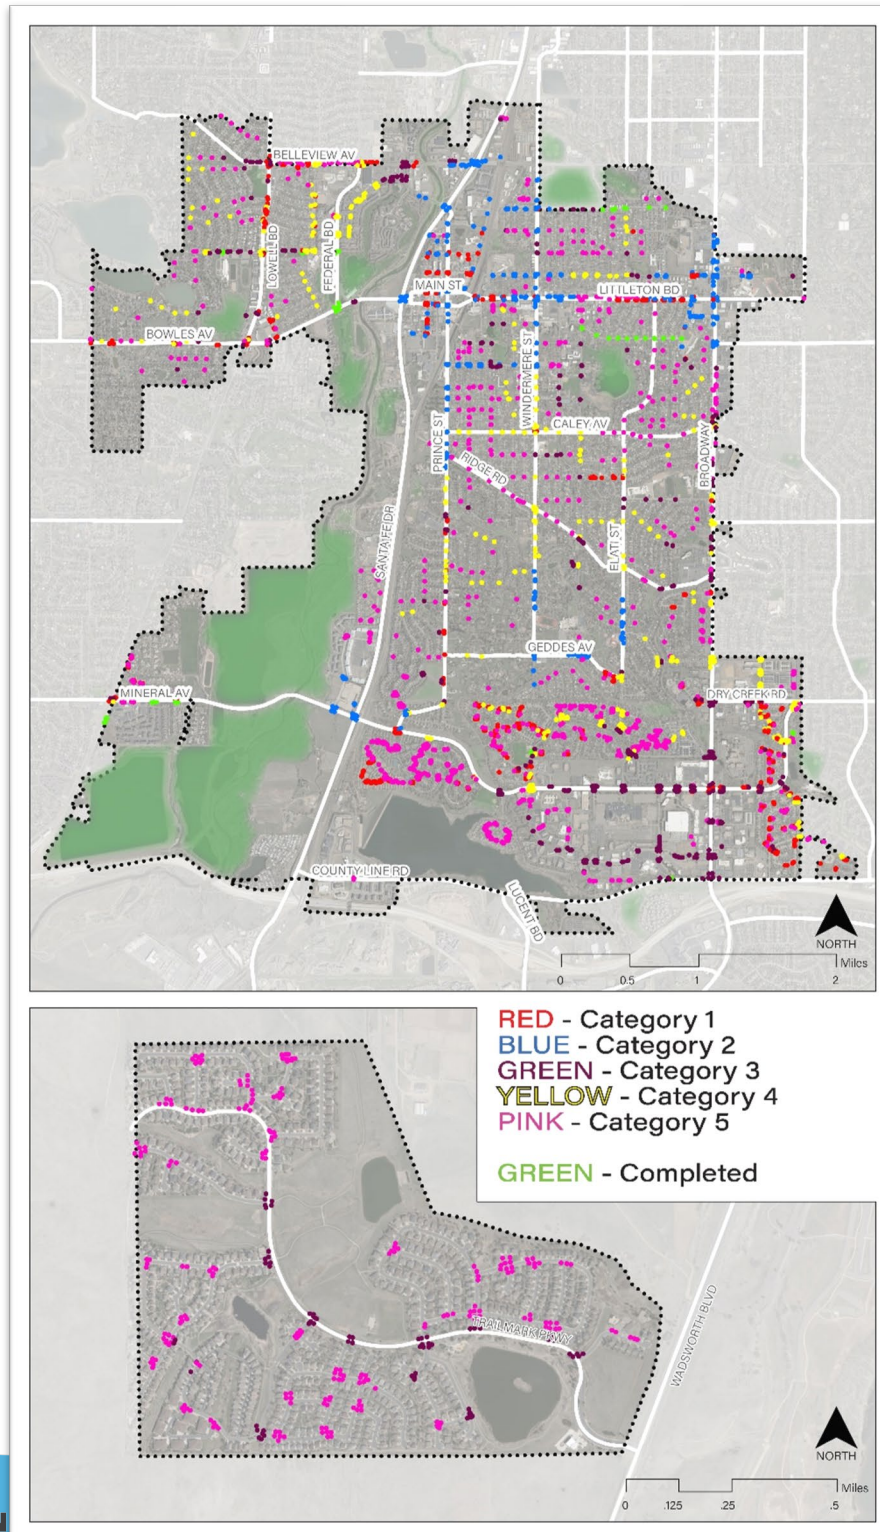 BELLEVIEW AV
LOWELL BD
FEDERAL BD
MAIN ST
LITTLETON BD
BOWLES AV
WINDERMERE ST
PRINCE ST
CALEY AV
BROADWAY
RIDGE RD
SANTA FE DR
ELATI ST
GEDDES AV
MINERAL AV
DRY CREEK RD
COUNTY LINE RD
LUCENT BD
NORTH
Miles
0 0.5 1 2
RED - Category 1
BLUE - Category 2
GREEN - Category 3
YELLOW - Category 4
PINK - Category 5
GREEN - Completed
TRAILMARK PKWY
WADSWORTH BLVD
NORTH
Miles
0 .125 .25 .5